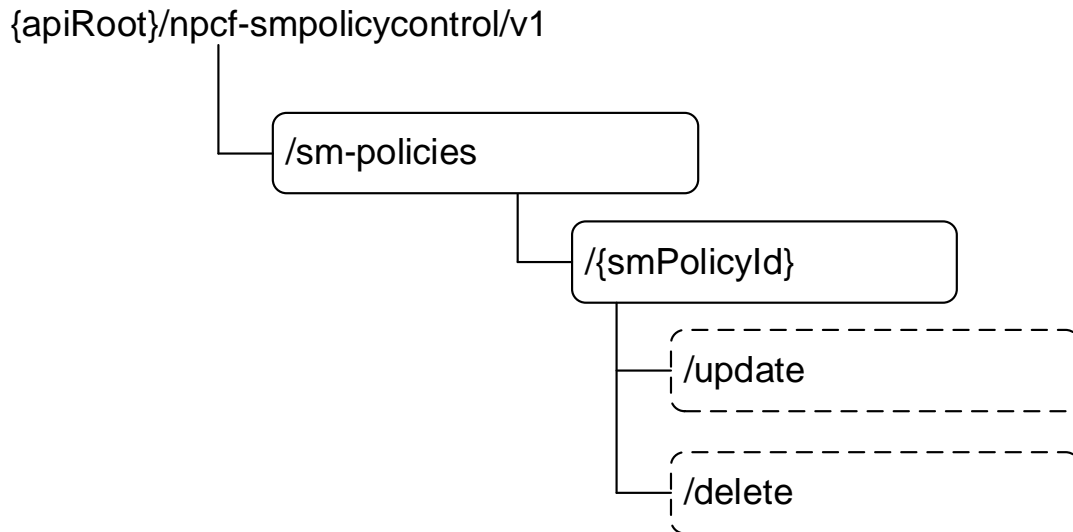 {apiRoot}/npcf-smpolicycontrol/v1
/sm-policies
/{smPolicyId}
/update
/delete